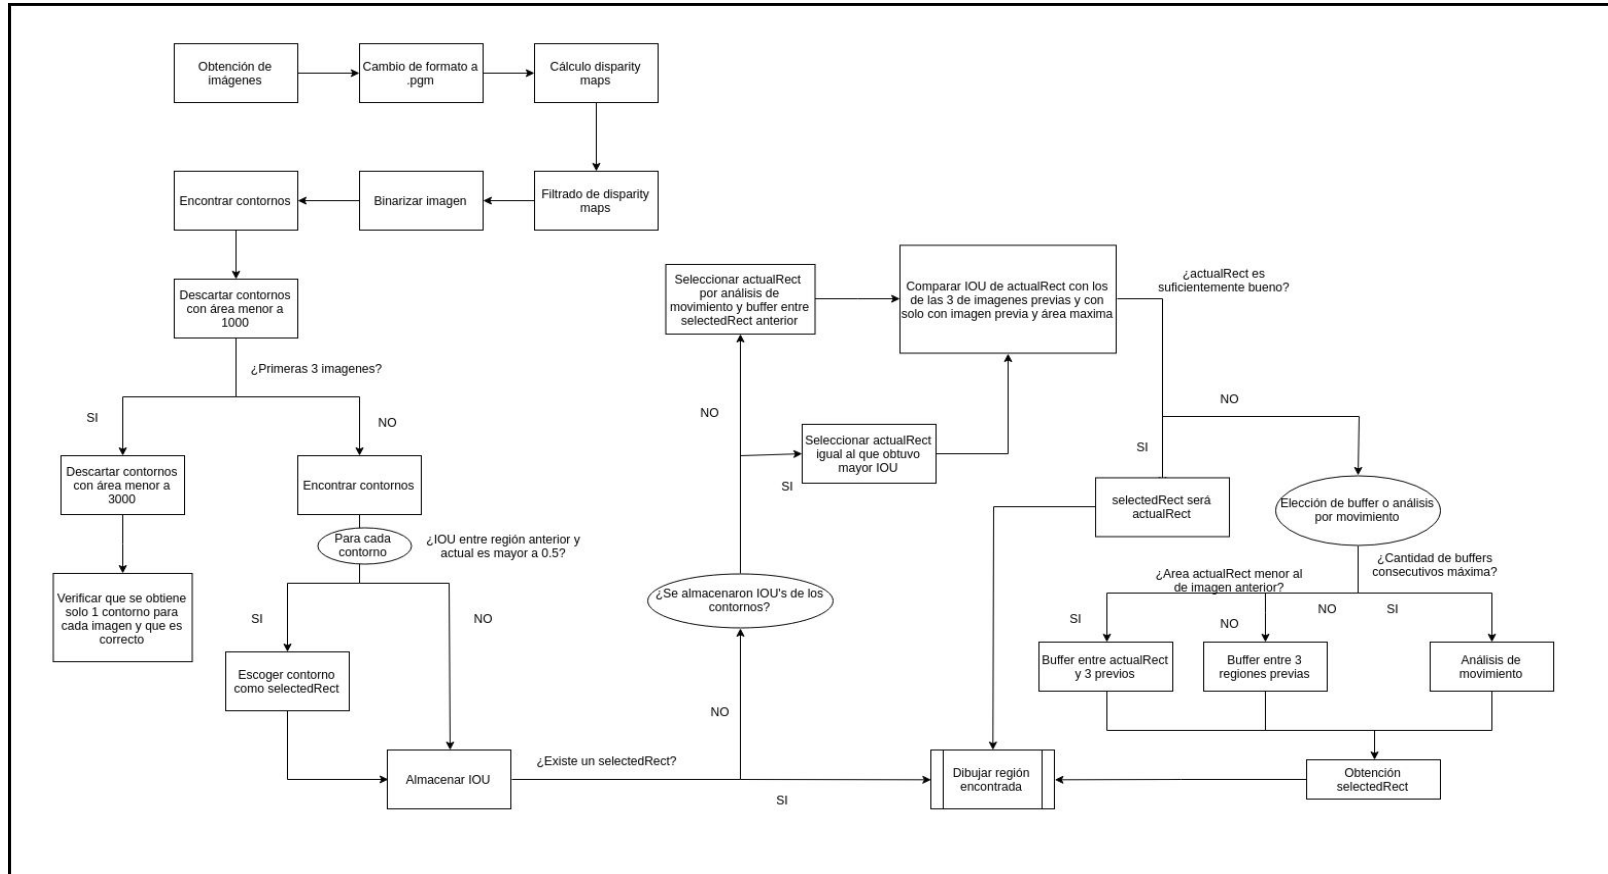 Obtención de
imágenes
Cambio de formato a
.pgm
Cálculo disparity
maps
Encontrar contornos
Binarizar imagen
Filtrado de disparity
maps
Descartar contornos
con área menor a
1000
¿Primeras 3 imagenes?
SI
NO
Descartar contornos
con área menor a
3000
Encontrar contornos
Para cada
contorno
¿IOU entre región anterior y
actual es mayor a 0.5?
Verificar que se obtiene
solo 1 contorno para
cada imagen y que es
correcto
SI
NO
Escoger contorno
como selectedRect
Almacenar IOU
¿Existe un selectedRect?
SI
NO
¿Se almacenaron IOU's de los
contornos?
NO
SI
Seleccionar actualRect
por análisis de
movimiento y buffer entre
selectedRect anterior
Seleccionar actualRect
igual al que obtuvo
mayor IOU
Comparar IOU de actualRect con los
de las 3 de imagenes previas y con
solo con imagen previa y área maxima
¿actualRect es
suficientemente bueno?
NO
SI
selectedRect será
actualRect
Elección de buffer o análisis
por movimiento
¿Cantidad de buffers
consecutivos máxima?
¿Area actualRect menor al
de imagen anterior?
NO
SI
SI
NO
Buffer entre actualRect
y 3 previos
Buffer entre 3
regiones previas
Análisis de
movimiento
Dibujar región
encontrada
Obtención
selectedRect